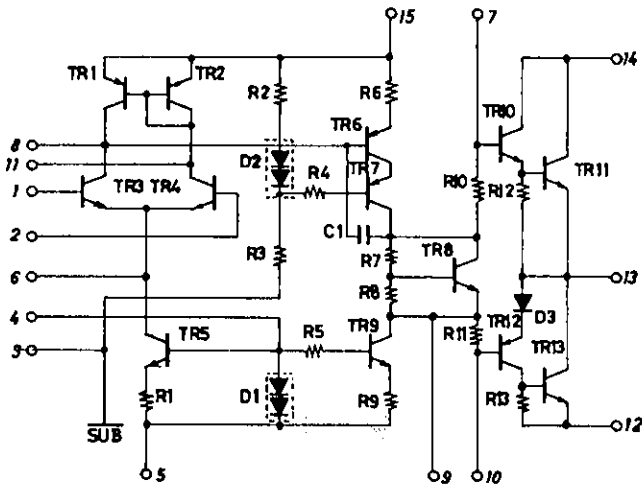 15
7
14
TR1
TR2
R2
R6
TR10
TR6
8
11
D2
TR7
TR11
1
TR3
TR4
R4
R10
R12
2
C1
R3
R7
TR8
6
13
R8
4
D3
TR5
R5
TR9
R11
TR12
3
TR13
R1
D1
R9
R13
SUB
12
5
9
10